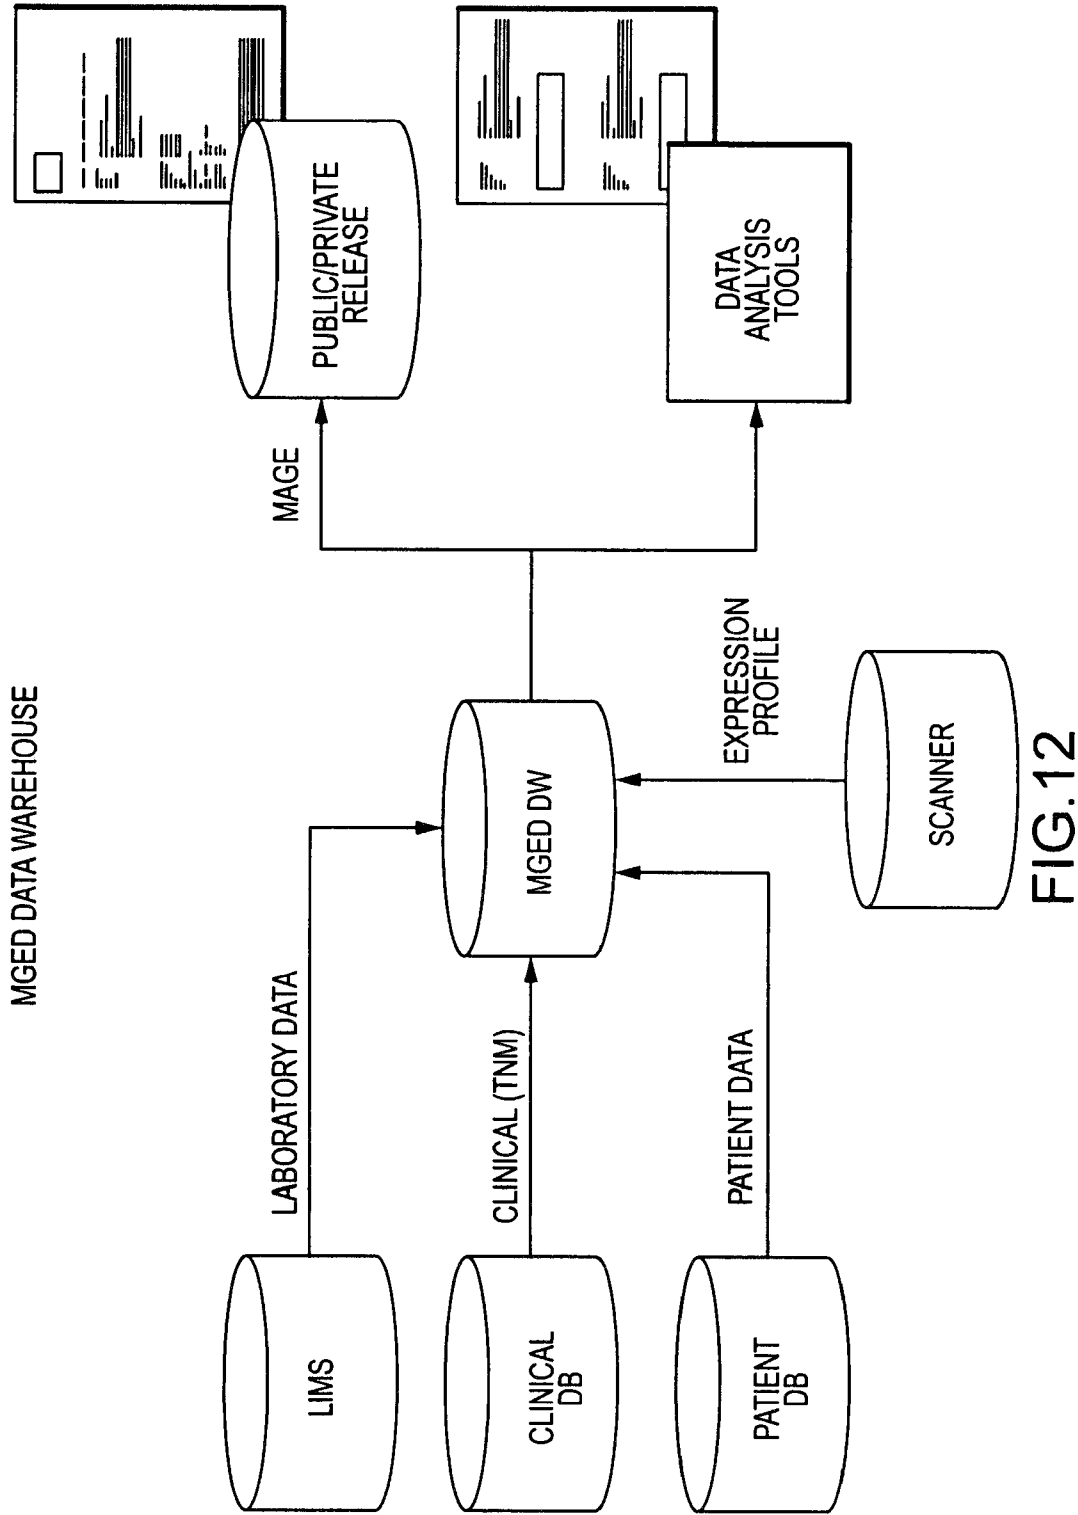 MGED DATA WAREHOUSE
LIMS
LABORATORY DATA
CLINICAL
DB
CLINICAL (TNM)
PATIENT
DB
PATIENT DATA
MGED DW
EXPRESSION
PROFILE
SCANNER
MAGE
PUBLIC/PRIVATE
RELEASE
DATA
ANALYSIS
TOOLS
FIG.12